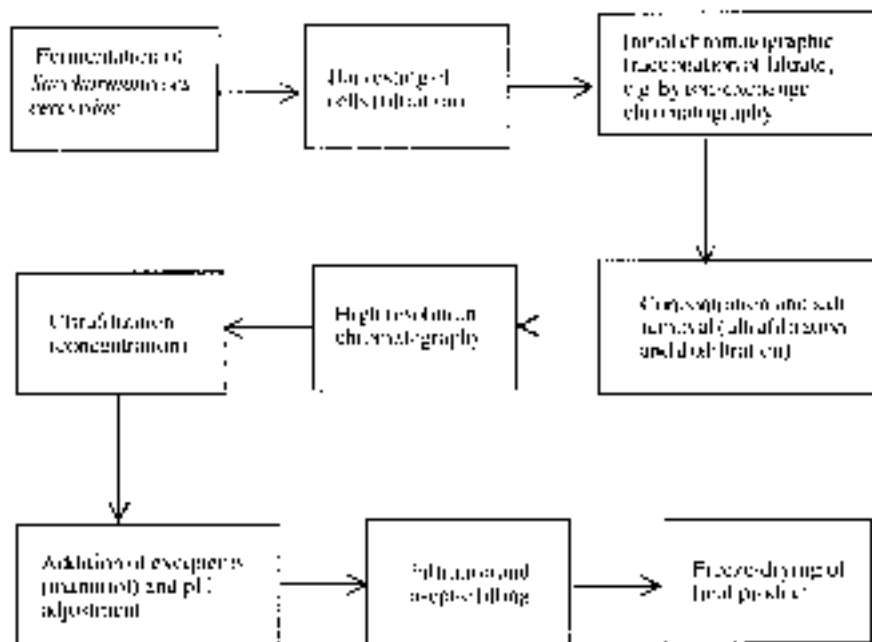 Fermentation of
Saccharomyces
cerevisiae
Harvesting of
cells (filtration)
Initial chromatographic
fractionation of filtrate,
e.g. by ion-exchange
chromatography
Concentration and salt
removal (ultrafiltration
and diafiltration)
High resolution
chromatography
Ultrafiltration
(concentration)
Addition of excipients
(mannitol) and pH
adjustment
Filtration and
aseptic filling
Freeze-drying of
final product